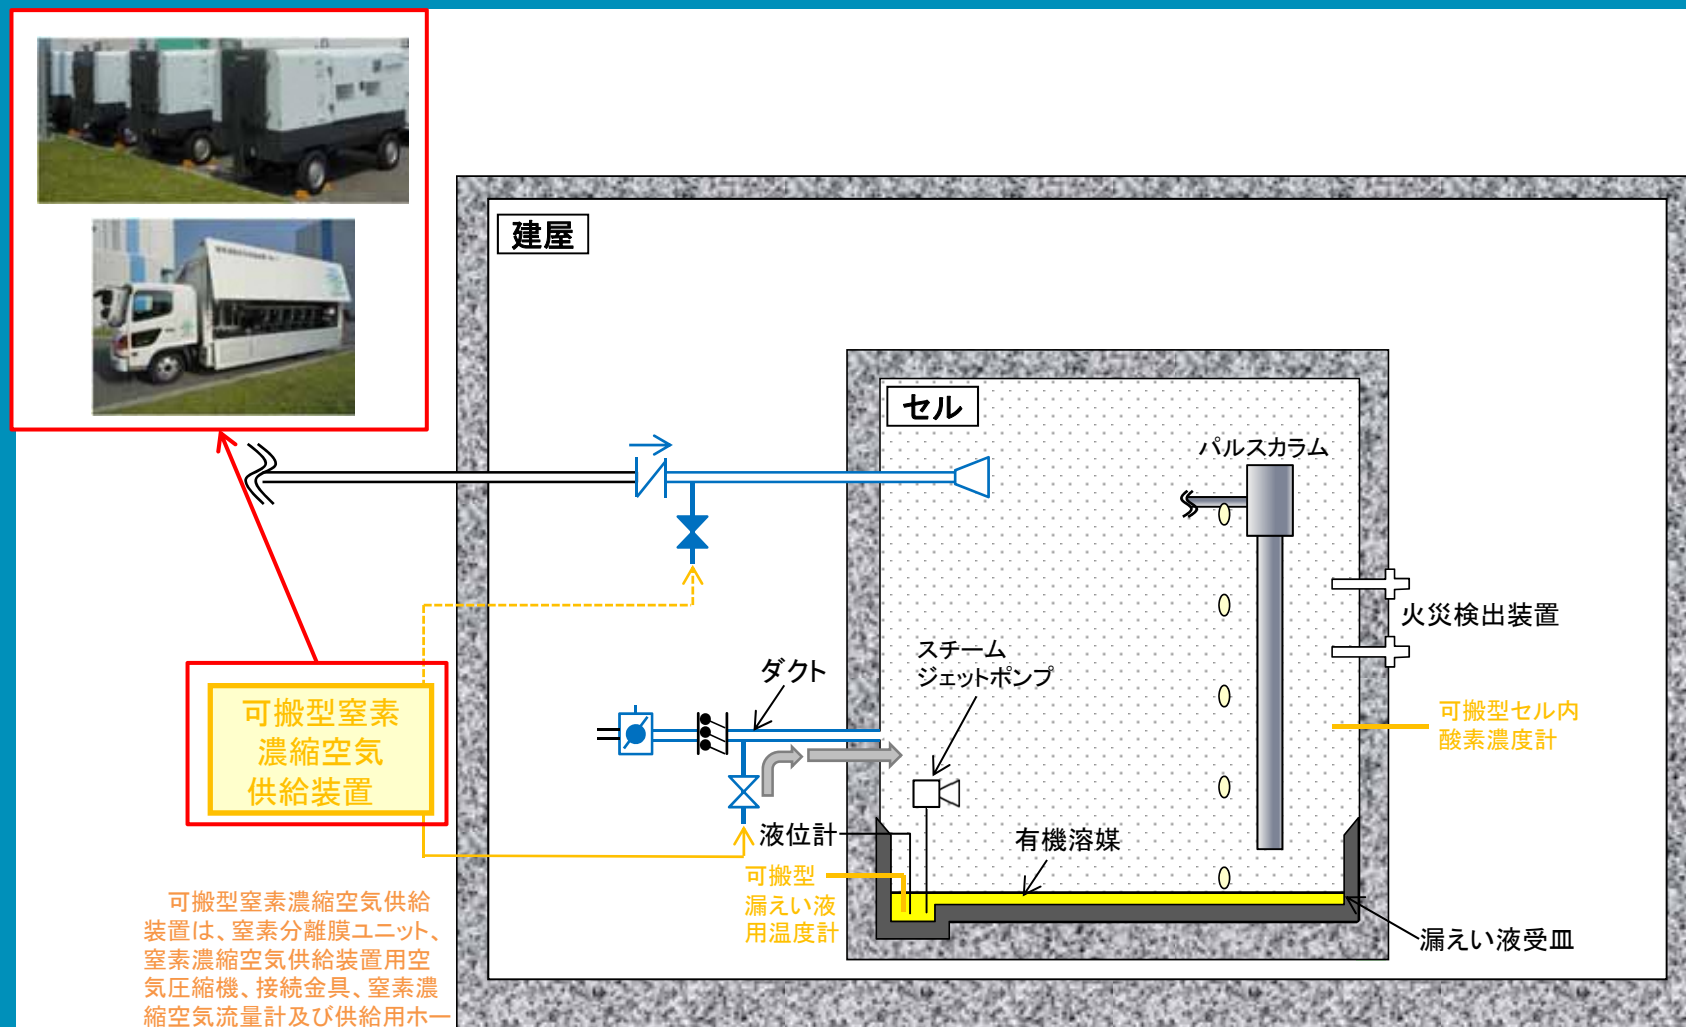 建屋
セル
パルスカラム
火災検出装置
スチーム
ジェットポンプ
ダクト
可搬型セル内
酸素濃度計
可搬型窒素
濃縮空気
供給装置
液位計
有機溶媒
可搬型
漏えい液
用温度計
漏えい液受皿
可搬型窒素濃縮空気供給
装置は、窒素分離膜ユニット、
窒素濃縮空気供給装置用空
気圧縮機、接続金具、窒素濃
縮空気流量計及び供給用ホー